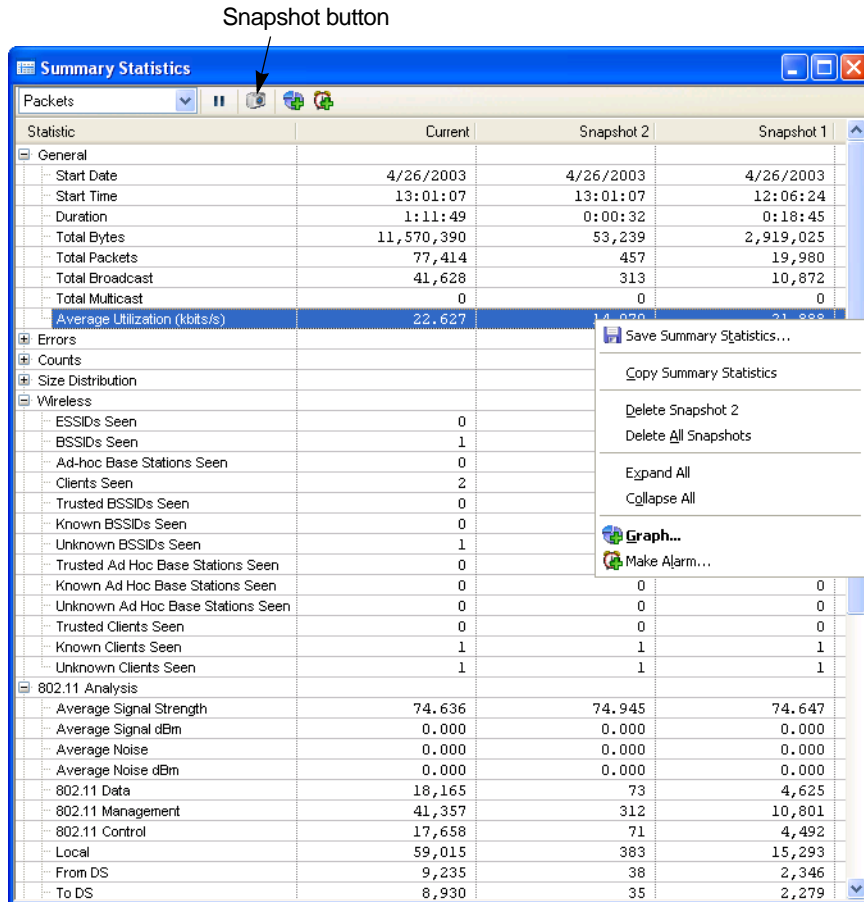 Snapshot button
Summary Statistics
Packets
Statistic Current Snapshot 2 Snapshot 1
General
Start Date 4/26/2003 4/26/2003 4/26/2003
Start Time 13:01:07 13:01:07 12:06:24
Duration 1:11:49 0:00:32 0:18:45
Total Bytes 11,570,390 53,239 2,919,025
Total Packets 77,414 457 19,980
Total Broadcast 41,628 313 10,872
Total Multicast 0 0 0
Average Utilization (kbits/s) 22.627
Errors
Counts
Size Distribution
Wireless
ESSIDs Seen 0
BSSIDs Seen 1
Ad-hoc Base Stations Seen 0
Clients Seen 2
Trusted BSSIDs Seen 0
Known BSSIDs Seen 0
Unknown BSSIDs Seen 1
Trusted Ad Hoc Base Stations Seen 0
Known Ad Hoc Base Stations Seen 0 0 0
Unknown Ad Hoc Base Stations Seen 0 0 0
Trusted Clients Seen 0 0 0
Known Clients Seen 1 1 1
Unknown Clients Seen 1 1 1
802.11 Analysis
Average Signal Strength 74.636 74.945 74.647
Average Signal dBm 0.000 0.000 0.000
Average Noise 0.000 0.000 0.000
Average Noise dBm 0.000 0.000 0.000
802.11 Data 18,165 73 4,625
802.11 Management 41,357 312 10,801
802.11 Control 17,658 71 4,492
Local 59,015 383 15,293
From DS 9,235 38 2,346
To DS 8,930 35 2,279
Save Summary Statistics...
Copy Summary Statistics
Delete Snapshot 2
Delete All Snapshots
Expand All
Collapse All
Graph...
Make Alarm...